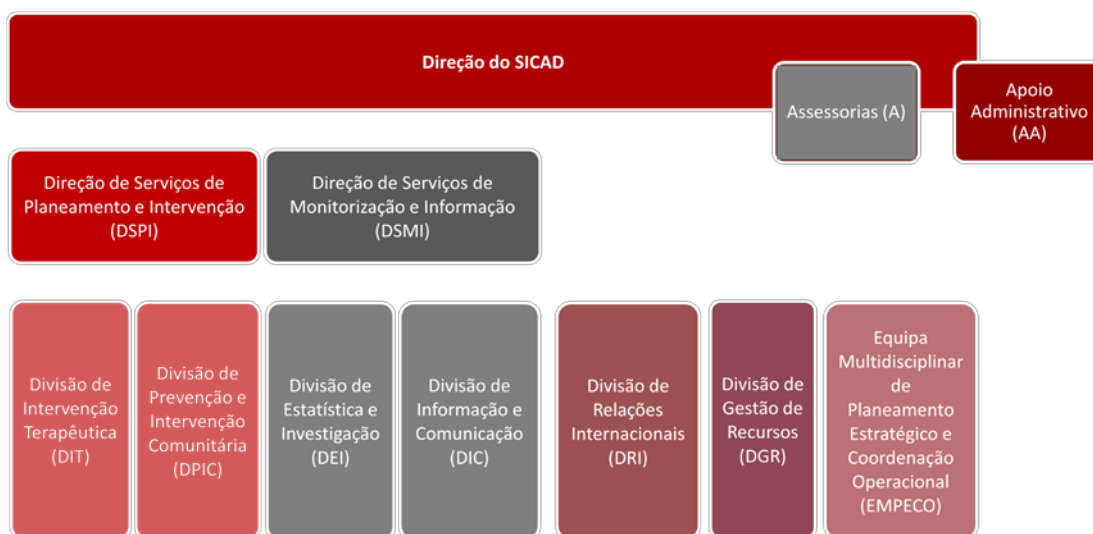 Direção do SICAD
Assessorias (A)
Apoio
Administrativo
(AA)
Direção de Serviços de
Planeamento e Intervenção
(DSPI)
Direção de Serviços de
Monitorização e Informação
(DSMI)
Divisão de
Intervenção
Terapêutica
(DIT)
Divisão de
Prevenção e
Intervenção
Comunitária
(DPIC)
Divisão de
Estatística e
Investigação
(DEI)
Divisão de
Informação e
Comunicação
(DIC)
Divisão de
Relações
Internacionais
(DRI)
Divisão de
Gestão de
Recursos
(DGR)
Equipa
Multidisciplinar
de
Planeamento
Estratégico e
Coordenação
Operacional
(EMPECO)